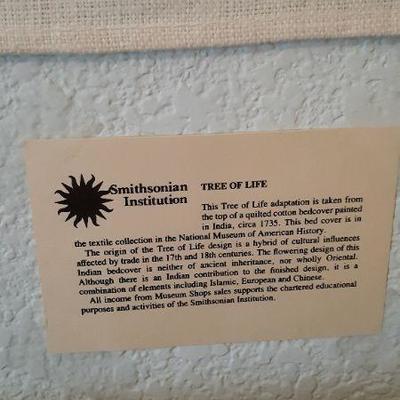 Smithsonian
Institution
TREE OF LIFE
This Tree of Life adaptation is taken from
the top of a quilted cotton bedcover painted
in India, circa 1735. This bed cover is in
the textile collection in the National Museum of American History.
The origin of the Tree of Life design is a hybrid of cultural influences
affected by trade in the 17th and 18th centuries. The flowering design of this
Indian bedcover is neither of ancient inheritance, nor wholly Oriental.
Although there is an Indian contribution to the finished design, it is a
combination of elements including Islamic, European and Chinese.
All income from Museum Shops sales supports the chartered educational
purposes and activities of the Smithsonian Institution.